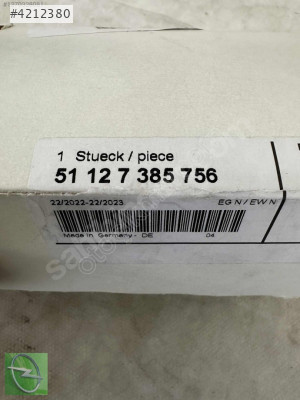 #4212380
1 Stueck / piece
51 12 7 385 756
22/2022-22/2023
EG N / EW N
Made in Germany - DE
04